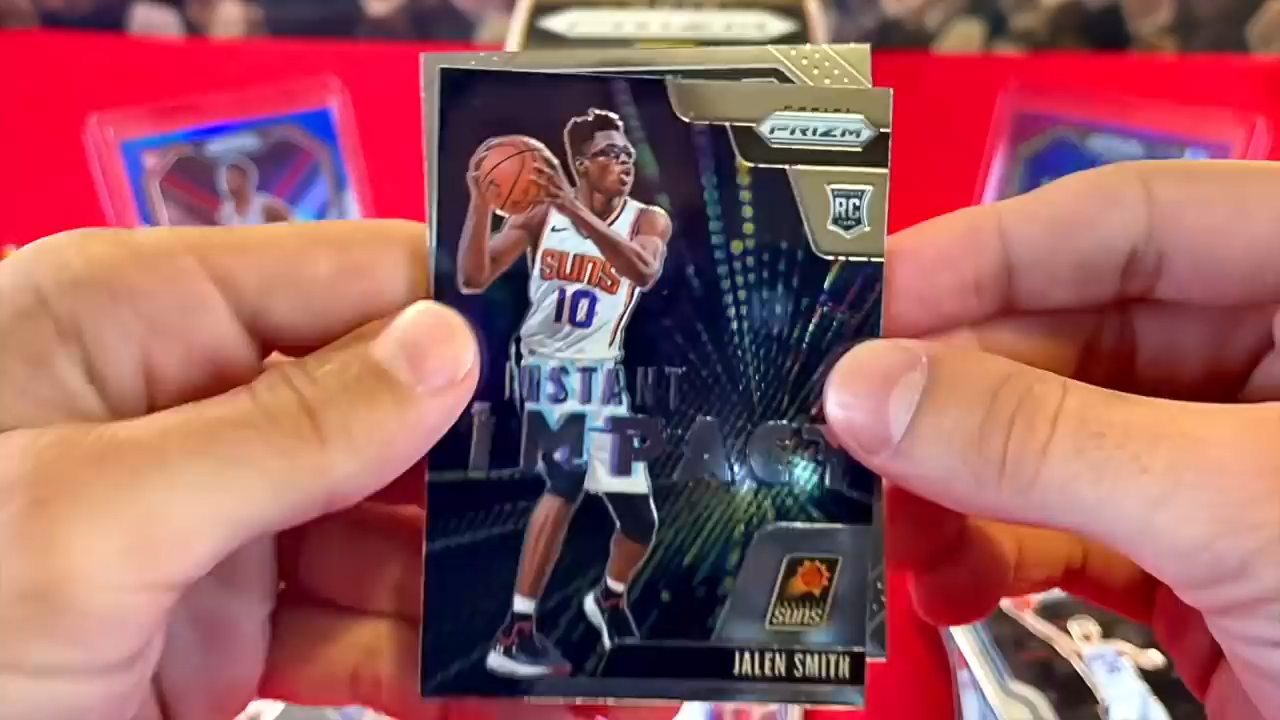 PRIZM
PANINI
PRIZM
RC
SUNS
10
INSTANT
IMPACT
SUNS
JALEN SMITH